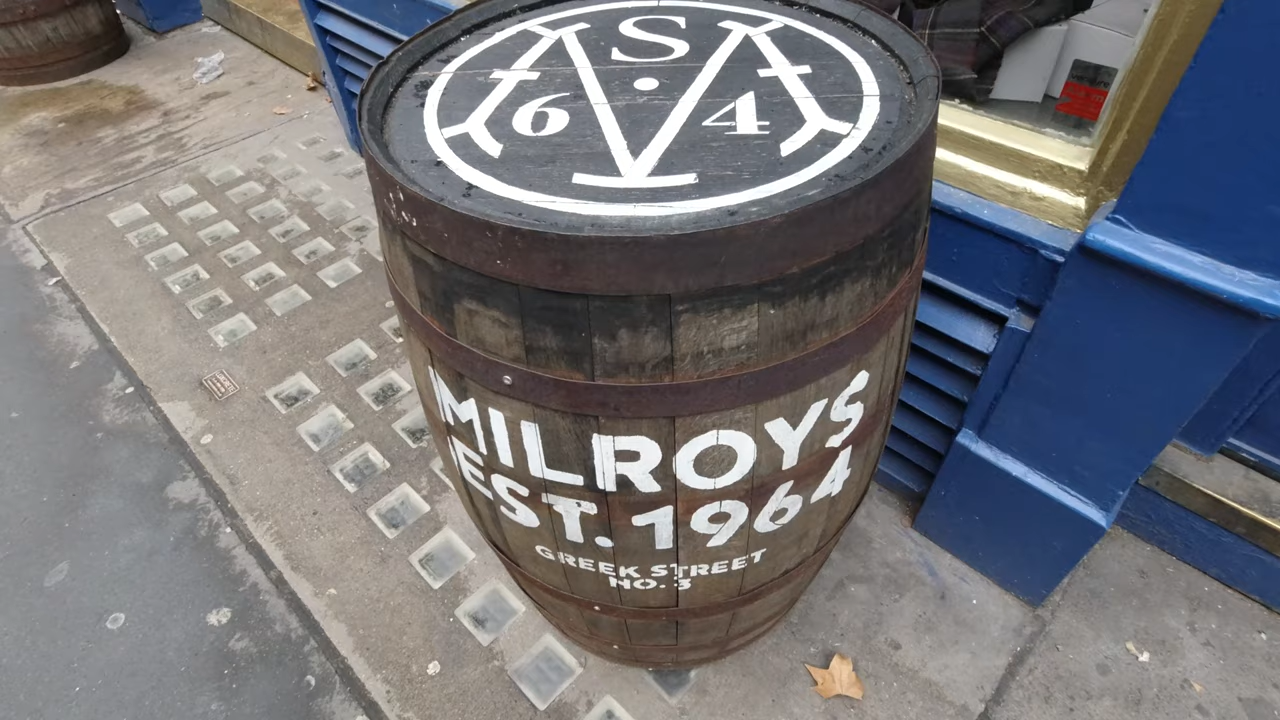 S
6 4
MILROYS
EST. 1964
GREEK STREET
NO. 3